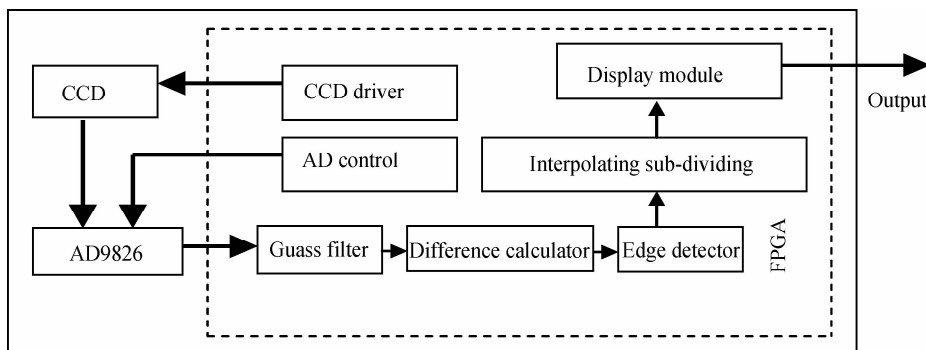 CCD
CCD driver
Display module
Output
AD control
Interpolating sub-dividing
AD9826
Guass filter
Difference calculator
Edge detector
FPGA